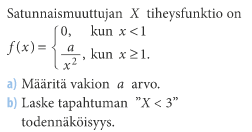 Satunnaismuuttujan X tiheysfunktio on
f(x) = { 0, kun x < 1
a/x², kun x ≥ 1.
a) Määritä vakion a arvo.
b) Laske tapahtuman ”X < 3”
todennäköisyys.